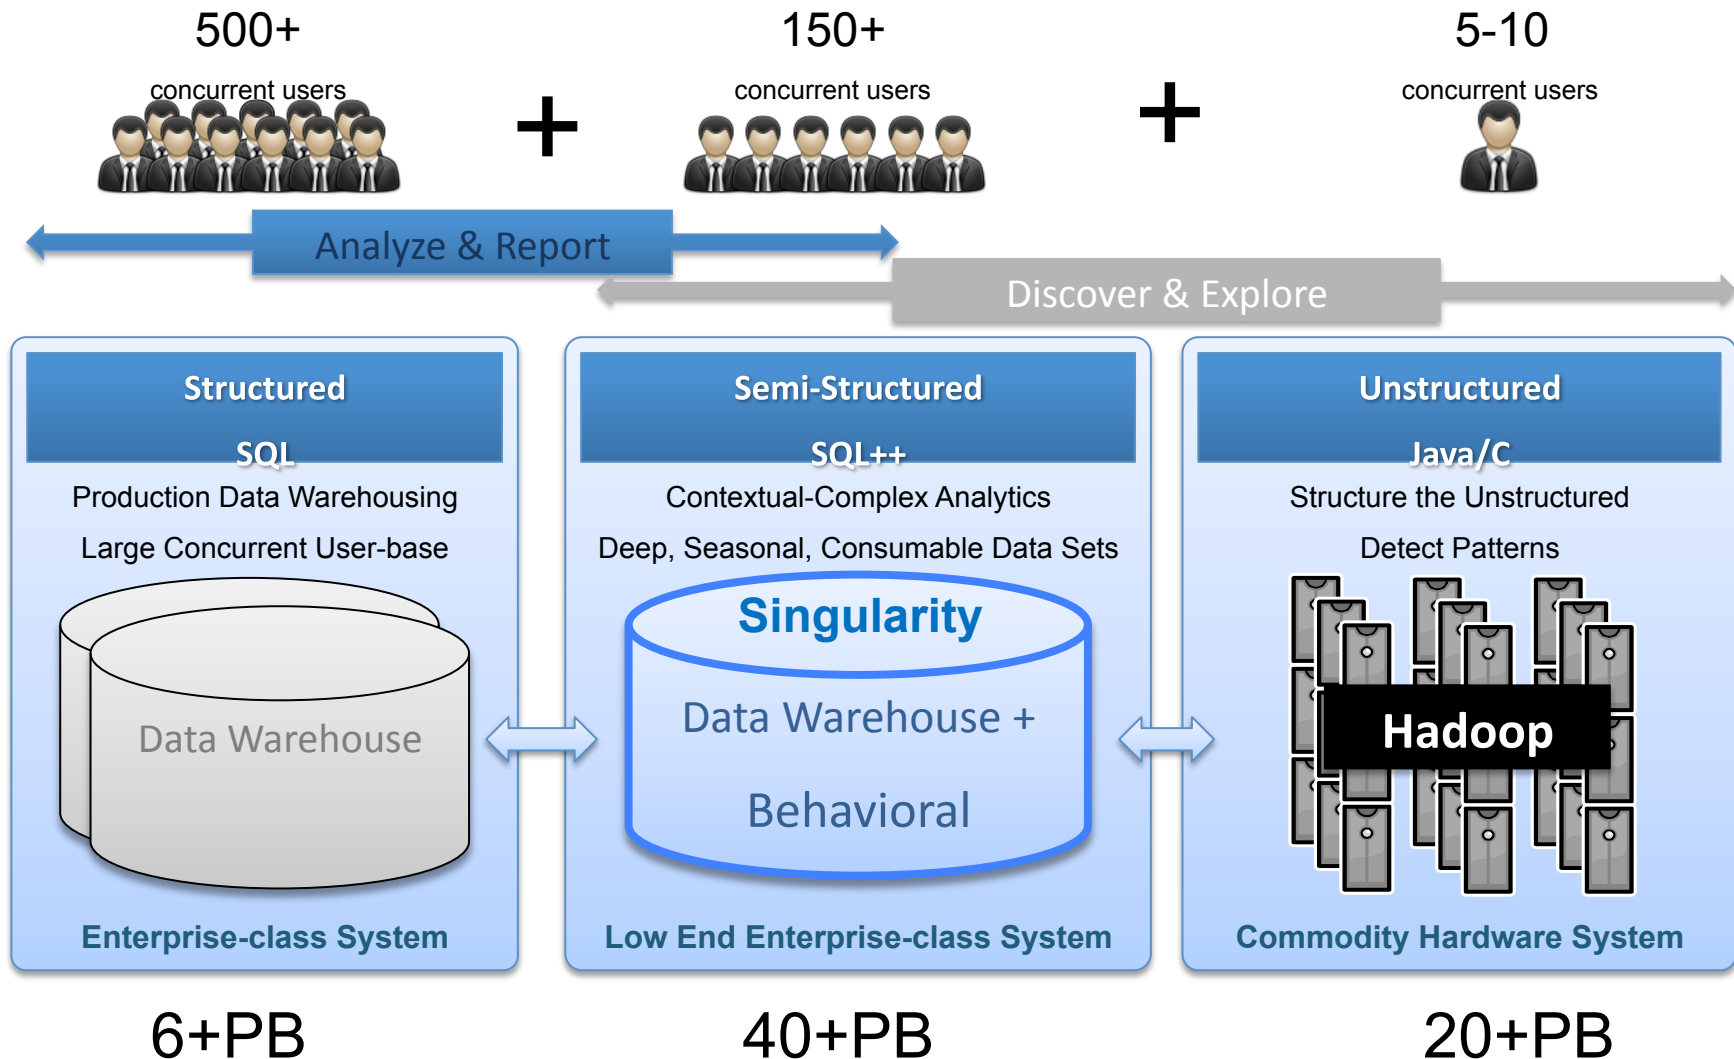 500+
concurrent users
+
150+
concurrent users
+
5-10
concurrent users
Analyze & Report
Discover & Explore
Structured
SQL
Production Data Warehousing
Large Concurrent User-base
Data Warehouse
Enterprise-class System
6+PB
Semi-Structured
SQL++
Contextual-Complex Analytics
Deep, Seasonal, Consumable Data Sets
Singularity
Data Warehouse +
Behavioral
Low End Enterprise-class System
40+PB
Unstructured
Java/C
Structure the Unstructured
Detect Patterns
Hadoop
Commodity Hardware System
20+PB